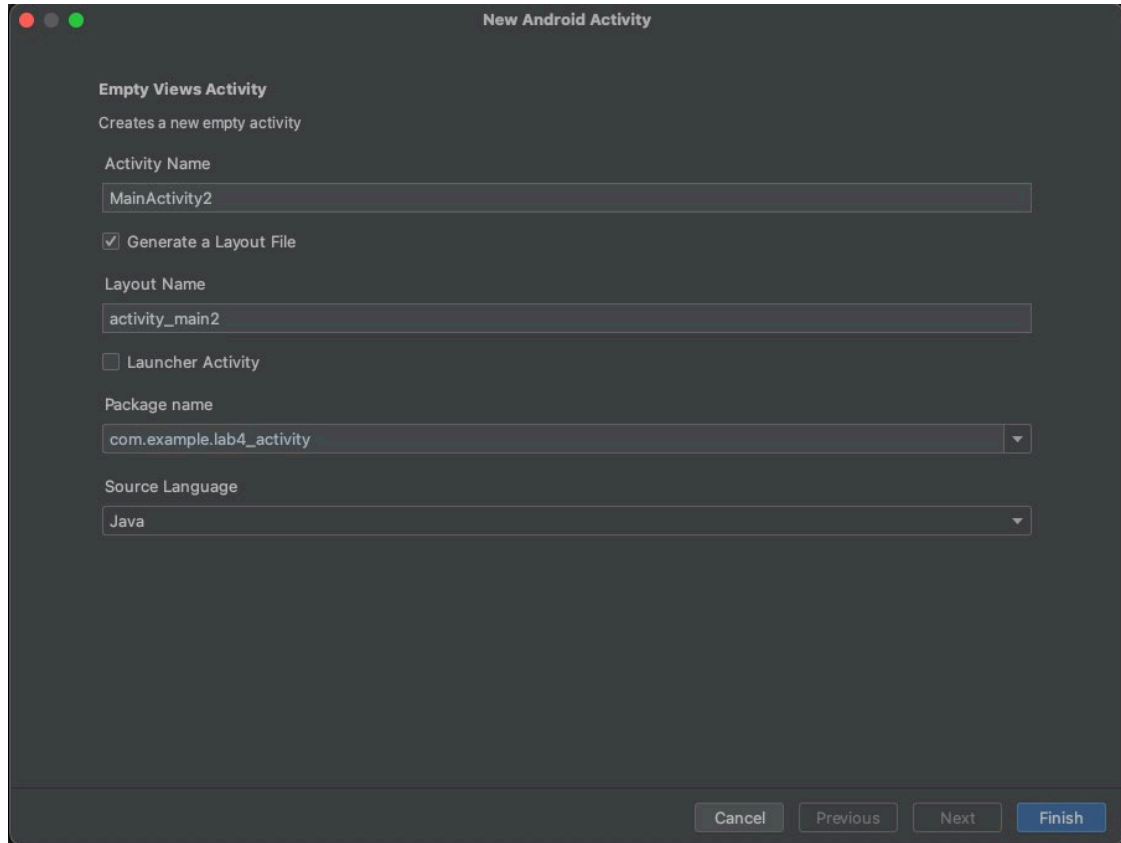 New Android Activity
Empty Views Activity
Creates a new empty activity
Activity Name
MainActivity2
Generate a Layout File
Layout Name
activity_main2
Launcher Activity
Package name
com.example.lab4_activity
Source Language
Java
Cancel Previous Next Finish